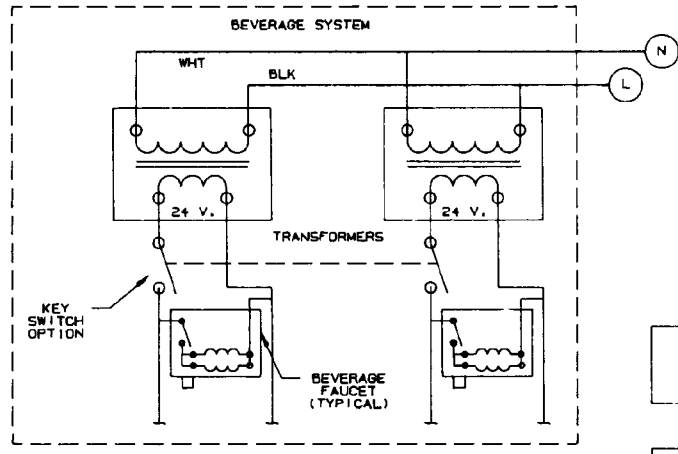 BEVERAGE SYSTEM
N
WHT
BLK
L
24 V.
24 V.
TRANSFORMERS
KEY
SWITCH
OPTION
BEVERAGE
FAUCET
(TYPICAL)